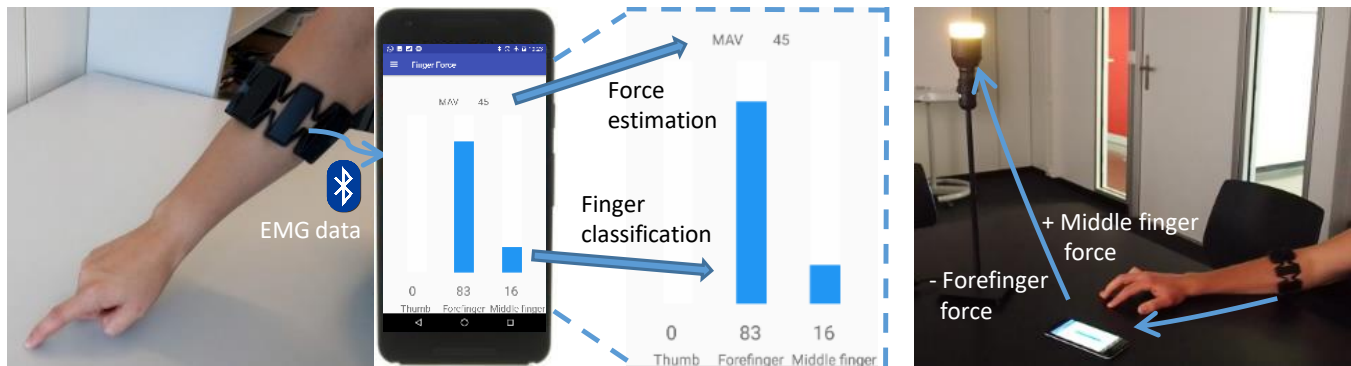 EMG data
Finger Force
MAV 45
0 83 16
Thumb Forefinger Middle finger
Force
estimation
Finger
classification
MAV 45
0 83 16
Thumb Forefinger Middle finger
+ Middle finger
force
- Forefinger
force